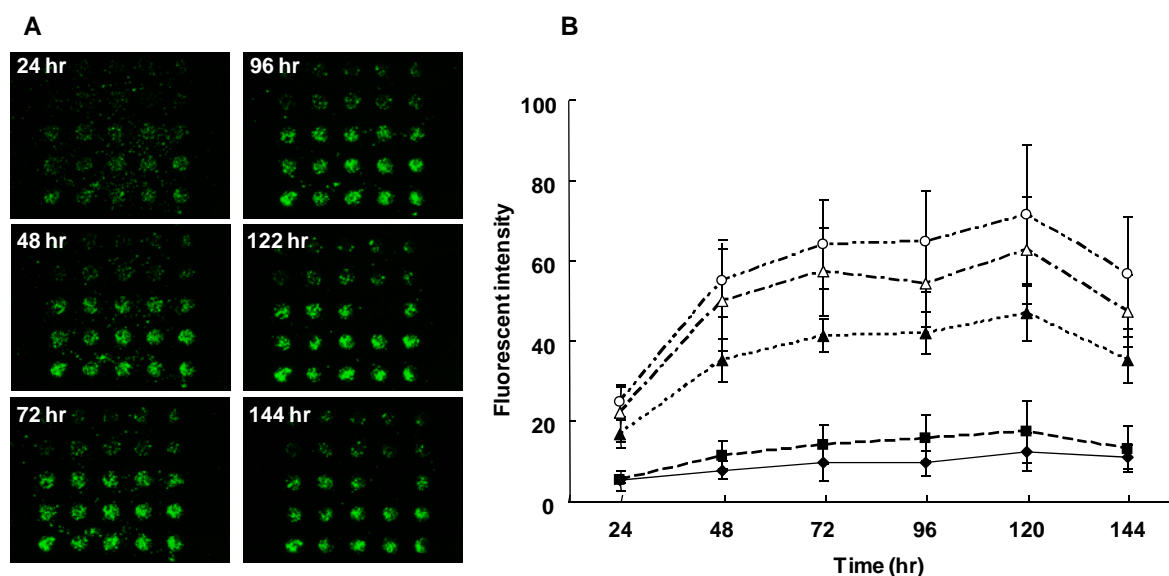 A
24 hr
96 hr
48 hr
122 hr
72 hr
144 hr
B
Fluorescent intensity
100
80
60
40
20
0
24 48 72 96 120 144
Time (hr)